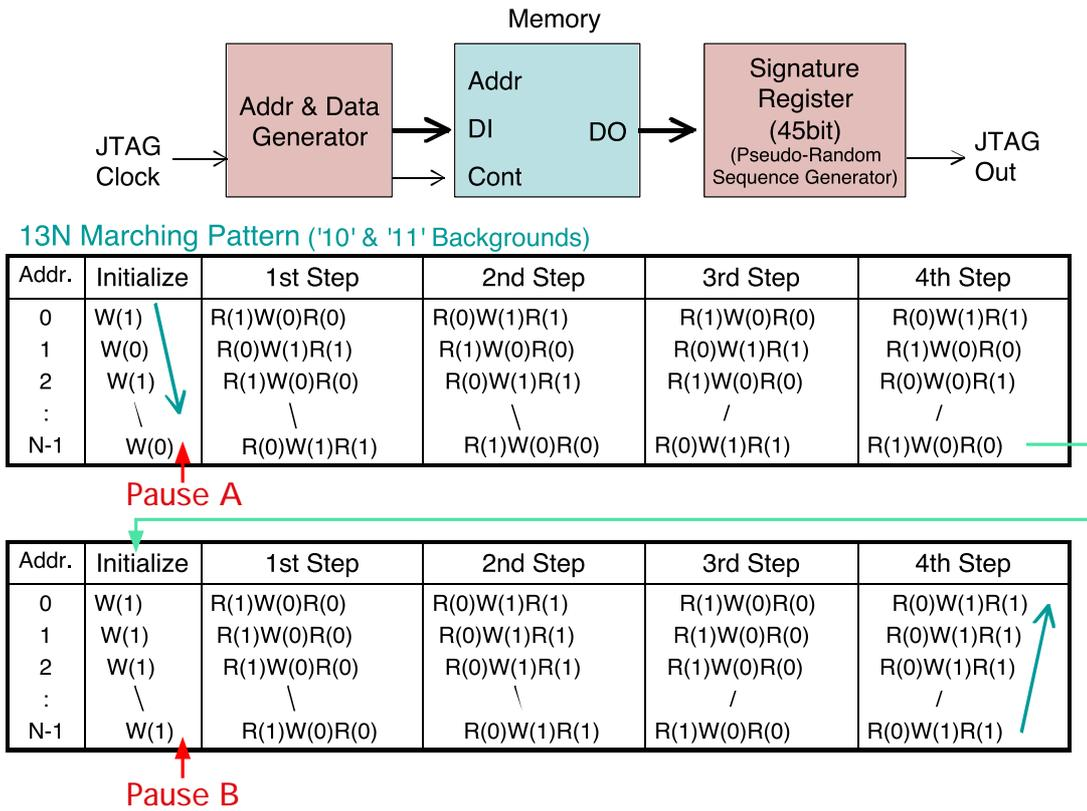 Memory
Addr & Data
Generator
JTAG
Clock
Addr
DI
DO
Cont
Signature
Register
(45bit)
(Pseudo-Random
Sequence Generator)
JTAG
Out
13N Marching Pattern ('10' & '11' Backgrounds)
Addr. Initialize 1st Step 2nd Step 3rd Step 4th Step
0 W(1) R(1)W(0)R(0) R(0)W(1)R(1) R(1)W(0)R(0) R(0)W(1)R(1)
1 W(0) R(0)W(1)R(1) R(1)W(0)R(0) R(0)W(1)R(1) R(1)W(0)R(0)
2 W(1) R(1)W(0)R(0) R(0)W(1)R(1) R(1)W(0)R(0) R(0)W(0)R(1)
:
N-1 W(0) R(0)W(1)R(1) R(1)W(0)R(0) R(0)W(1)R(1) R(1)W(0)R(0)
Pause A
Addr. Initialize 1st Step 2nd Step 3rd Step 4th Step
0 W(1) R(1)W(0)R(0) R(0)W(1)R(1) R(1)W(0)R(0) R(0)W(1)R(1)
1 W(1) R(1)W(0)R(0) R(0)W(1)R(1) R(1)W(0)R(0) R(0)W(1)R(1)
2 W(1) R(1)W(0)R(0) R(0)W(1)R(1) R(1)W(0)R(0) R(0)W(1)R(1)
:
N-1 W(1) R(1)W(0)R(0) R(0)W(1)R(1) R(1)W(0)R(0) R(0)W(1)R(1)
Pause B